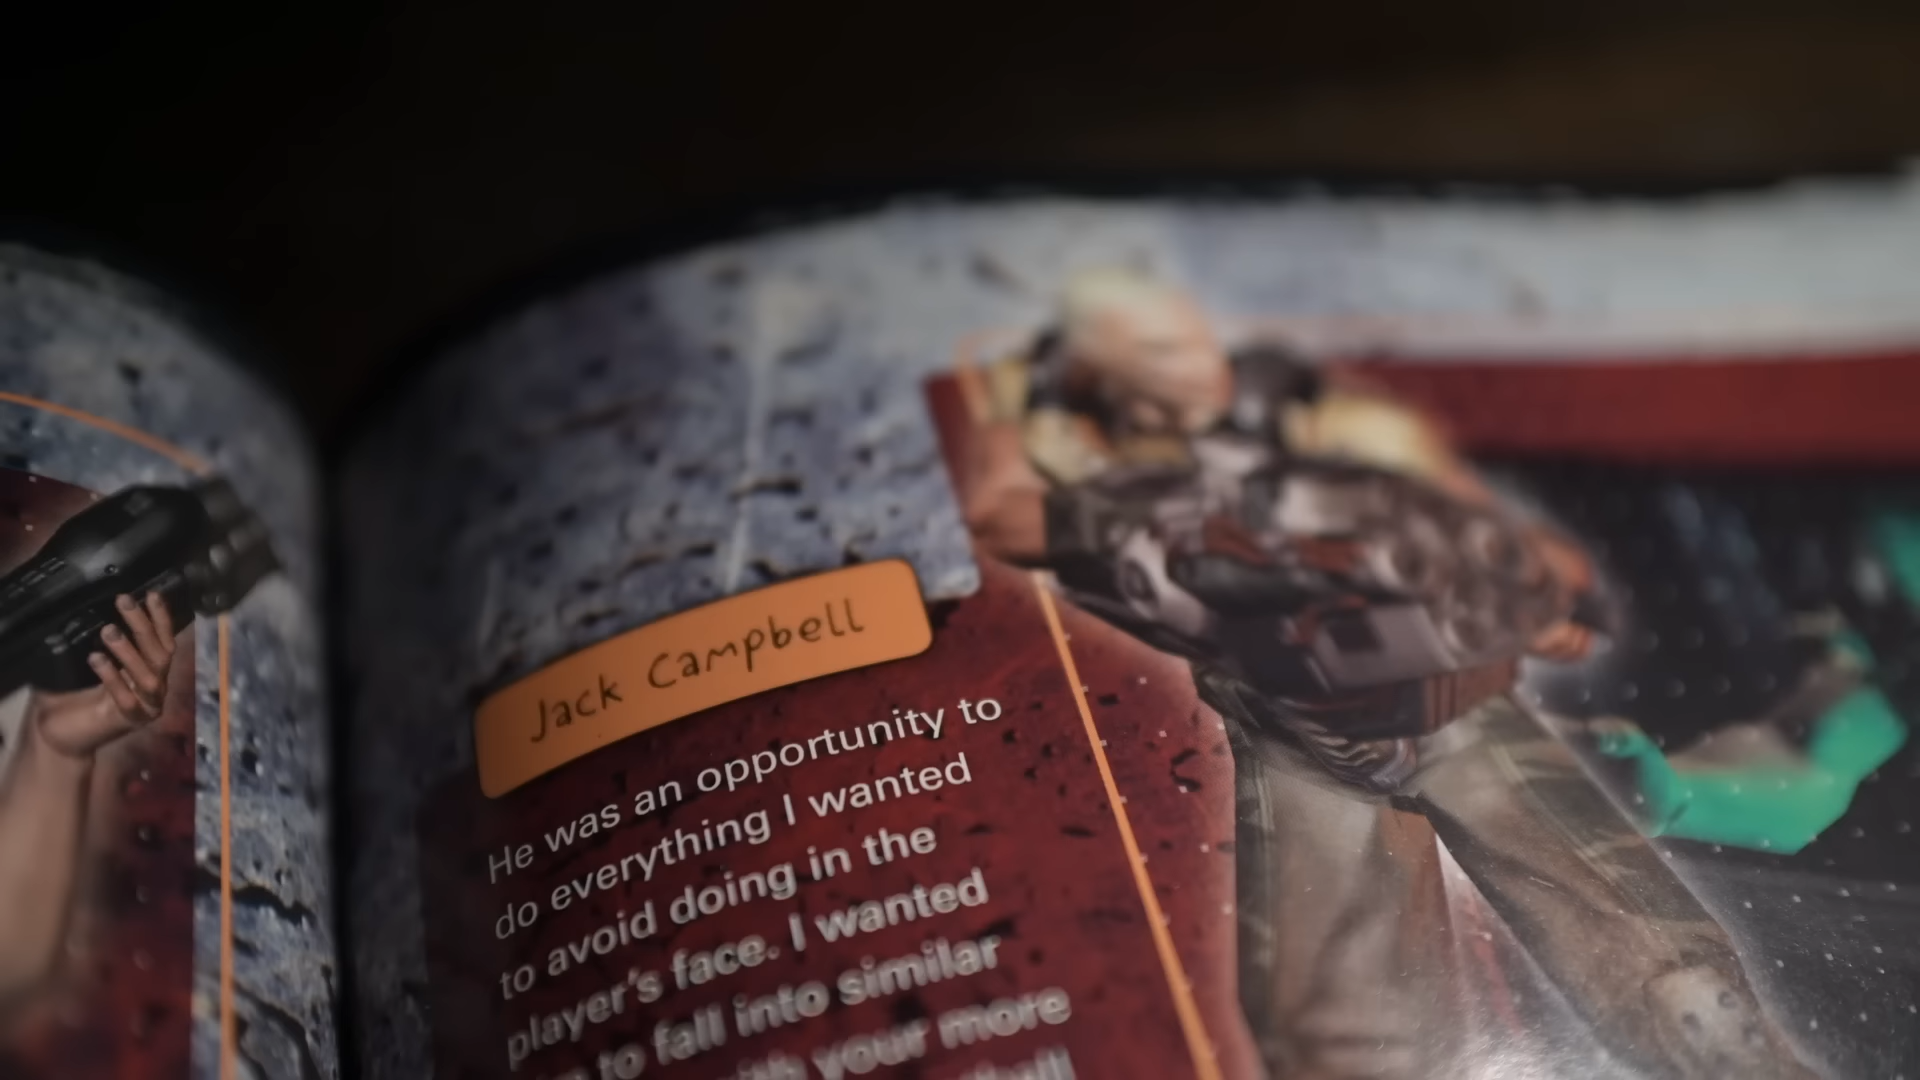 Jack Campbell
He was an opportunity to
do everything I wanted
to avoid doing in the
player's face. I wanted
to fall into similar
with your more